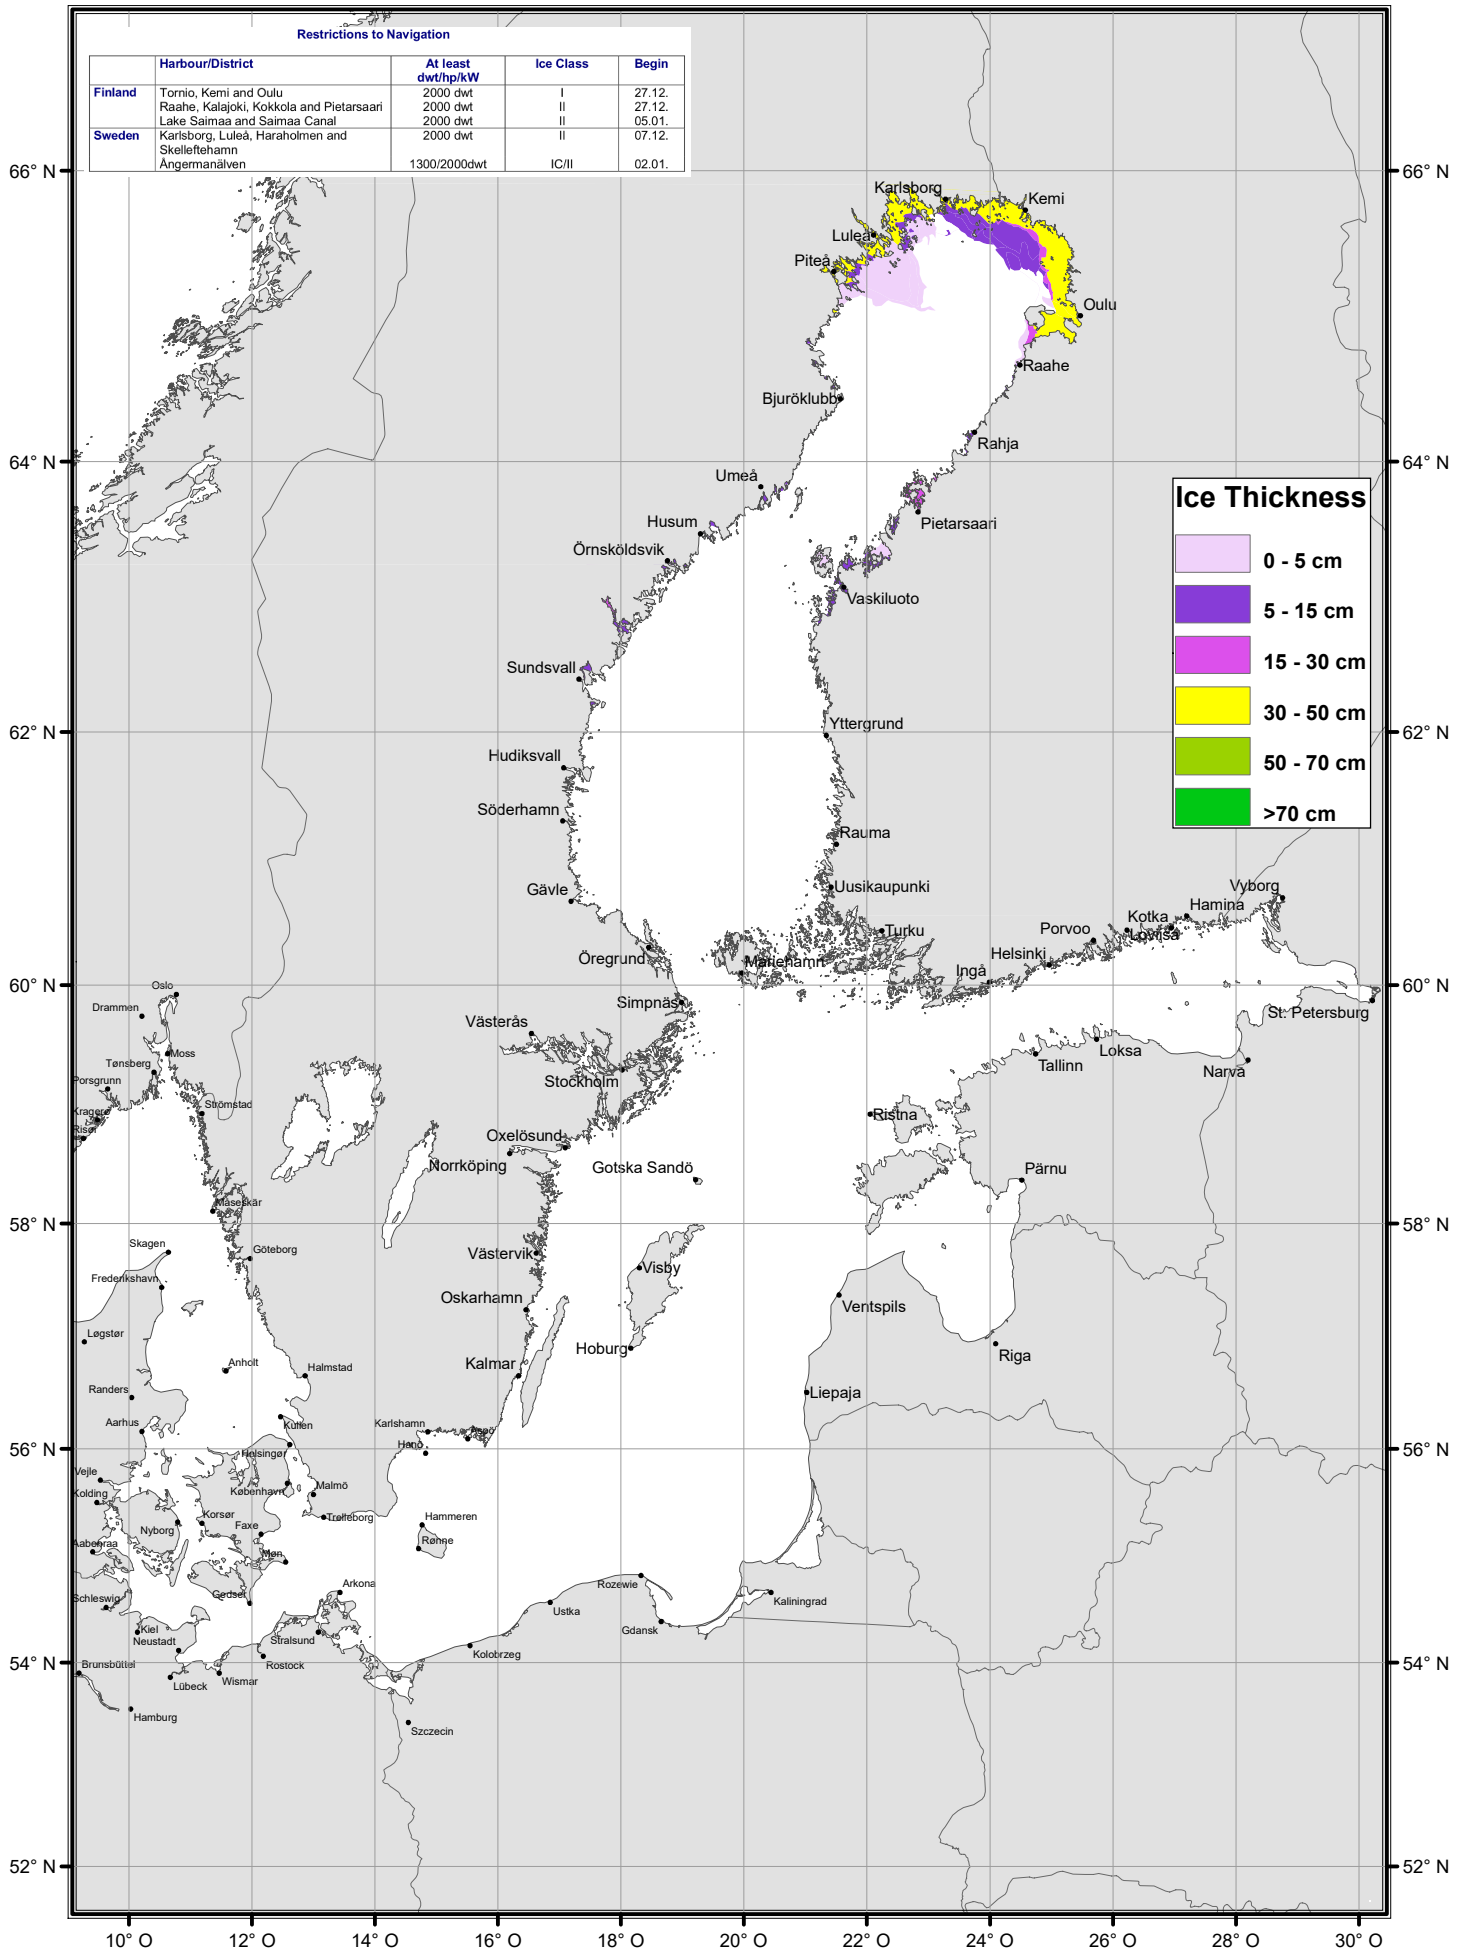 Restrictions to Navigation
Harbour/District At least dwt/hp/kW Ice Class Begin
Finland Tornio, Kemi and Oulu 2000 dwt I 27.12.
Raahe, Kalajoki, Kokkola and Pietarsaari 2000 dwt II 27.12.
Lake Saimaa and Saimaa Canal 2000 dwt II 05.01.
Sweden Karlsborg, Luleå, Haraholmen and 2000 dwt II 07.12.
Skelleftehamn
Ångermanälven 1300/2000dwt IC/II 02.01.
66° N 66° N
Karlsborg
Kemi
Luleå
Piteå
Oulu
Raahe
Bjuröklubb
Rahja
64° N 64° N
Umeå
Ice Thickness
0 - 5 cm
5 - 15 cm
15 - 30 cm
30 - 50 cm
50 - 70 cm
>70 cm
Husum
Pietarsaari
Örnsköldsvik
Vaskiluoto
Sundsvall
Yttergrund
62° N 62° N
Hudiksvall
Söderhamn
Rauma
Gävle
Uusikaupunki
Vyborg
Hamina
Kotka
Porvoo
Lovijsa
Turku
Helsinki
Öregrund
Mariehamn
Ingå
60° N 60° N
Oslo
Simpnäs
Drammen
St. Petersburg
Västerås
Moss
Loksa
Tønsberg
Tallinn
Narva
Porsgrunn
Stockholm
Strömstad
Kragerø
Ristna
Risør
Oxelösund
Norrköping
Gotska Sandö
Pärnu
Måseskär
58° N 58° N
Skagen
Göteborg
Västervik
Visby
Frederikshavn
Oskarhamn
Ventspils
Løgstør
Hoburg
Riga
Anholt
Halmstad
Kalmar
Randers
Liepaja
Aarhus
Kullen
Karlshamn
Aspö
Hanö
56° N 56° N
Helsingør
Vejle
København
Malmö
Kolding
Korsør
Trelleborg
Hammeren
Nyborg
Faxe
Rønne
Aabenraa
Møn
Rozewie
Arkona
Schleswig
Gedser
Kaliningrad
Ustka
Gdansk
Kiel
Neustadt
Stralsund
Kolobrzeg
54° N 54° N
Brunsbüttel
Rostock
Lübeck
Wismar
Hamburg
Szczecin
52° N 52° N
10° O 12° O 14° O 16° O 18° O 20° O 22° O 24° O 26° O 28° O 30° O